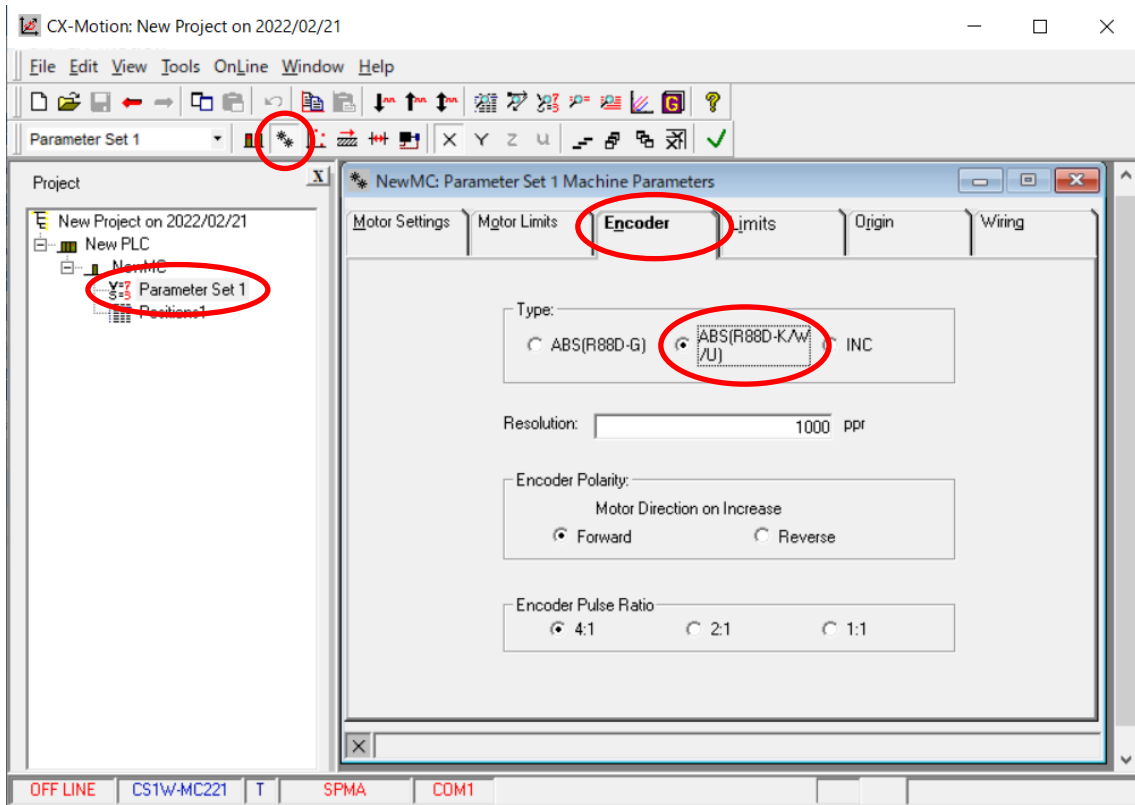 CX-Motion: New Project on 2022/02/21
File Edit View Tools OnLine Window Help
Parameter Set 1
X Y Z U
Project X
New Project on 2022/02/21
New PLC
NewMC
Parameter Set 1
Positions1
NewMC: Parameter Set 1 Machine Parameters
Motor Settings Motor Limits Encoder Limits Origin Wiring
Type:
ABS(R88D-G) ABS(R88D-K/W
/U) INC
Resolution: 1000 ppr
Encoder Polarity:
Motor Direction on Increase
Forward Reverse
Encoder Pulse Ratio
4:1 2:1 1:1
X
OFF LINE CS1W-MC221 T SPMA COM1